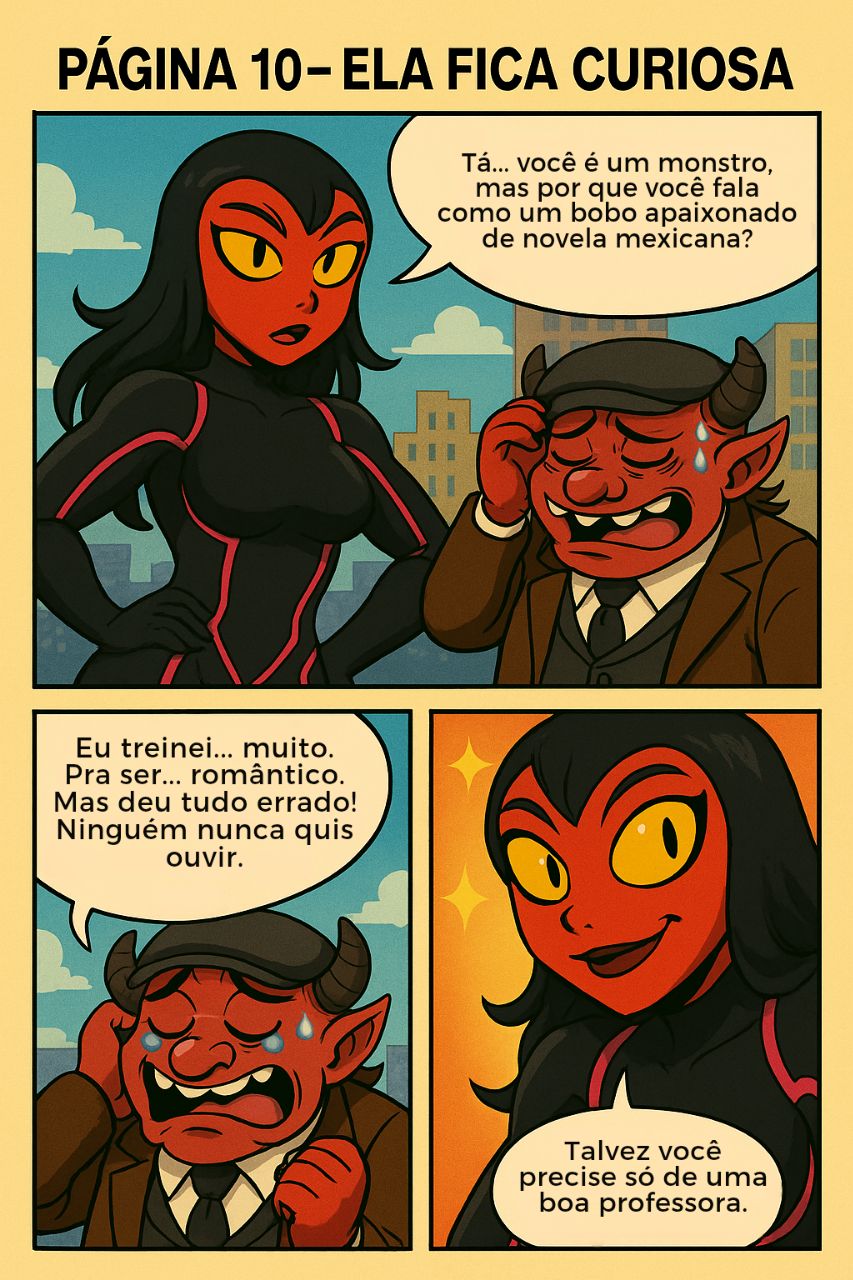 PÁGINA 10 – ELA FICA CURIOSA
Tá... você é um monstro,
mas por que você fala
como um bobo apaixonado
de novela mexicana?
Eu treinei... muito.
Pra ser... romântico.
Mas deu tudo errado!
Ninguém nunca quis
ouvir.
Talvez você
precise só de uma
boa professora.